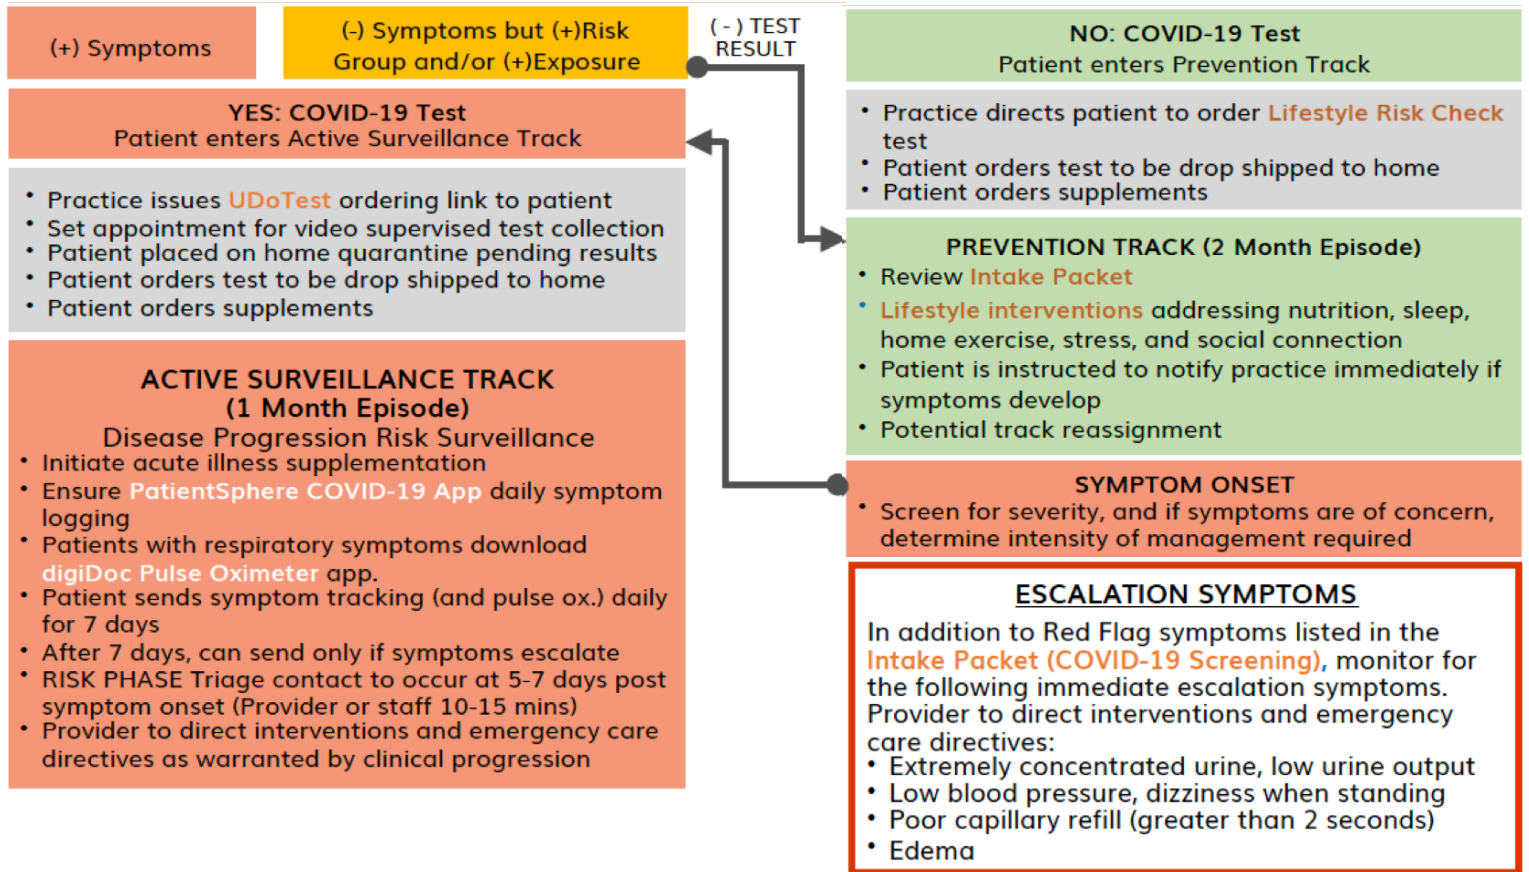 (+) Symptoms
(-) Symptoms but (+)Risk
Group and/or (+)Exposure
YES: COVID-19 Test
Patient enters Active Surveillance Track
• Practice issues UDoTest ordering link to patient
• Set appointment for video supervised test collection
• Patient placed on home quarantine pending results
• Patient orders test to be drop shipped to home
• Patient orders supplements
ACTIVE SURVEILLANCE TRACK
(1 Month Episode)
Disease Progression Risk Surveillance
• Initiate acute illness supplementation
• Ensure PatientSphere COVID-19 App daily symptom
logging
• Patients with respiratory symptoms download
digiDoc Pulse Oximeter app.
• Patient sends symptom tracking (and pulse ox.) daily
for 7 days
• After 7 days, can send only if symptoms escalate
• RISK PHASE Triage contact to occur at 5-7 days post
symptom onset (Provider or staff 10-15 mins)
• Provider to direct interventions and emergency care
directives as warranted by clinical progression
( - ) TEST
RESULT
NO: COVID-19 Test
Patient enters Prevention Track
• Practice directs patient to order Lifestyle Risk Check
test
• Patient orders test to be drop shipped to home
• Patient orders supplements
PREVENTION TRACK (2 Month Episode)
• Review Intake Packet
• Lifestyle interventions addressing nutrition, sleep,
home exercise, stress, and social connection
• Patient is instructed to notify practice immediately if
symptoms develop
• Potential track reassignment
SYMPTOM ONSET
• Screen for severity, and if symptoms are of concern,
determine intensity of management required
ESCALATION SYMPTOMS
In addition to Red Flag symptoms listed in the
Intake Packet (COVID-19 Screening), monitor for
the following immediate escalation symptoms.
Provider to direct interventions and emergency
care directives:
• Extremely concentrated urine, low urine output
• Low blood pressure, dizziness when standing
• Poor capillary refill (greater than 2 seconds)
• Edema